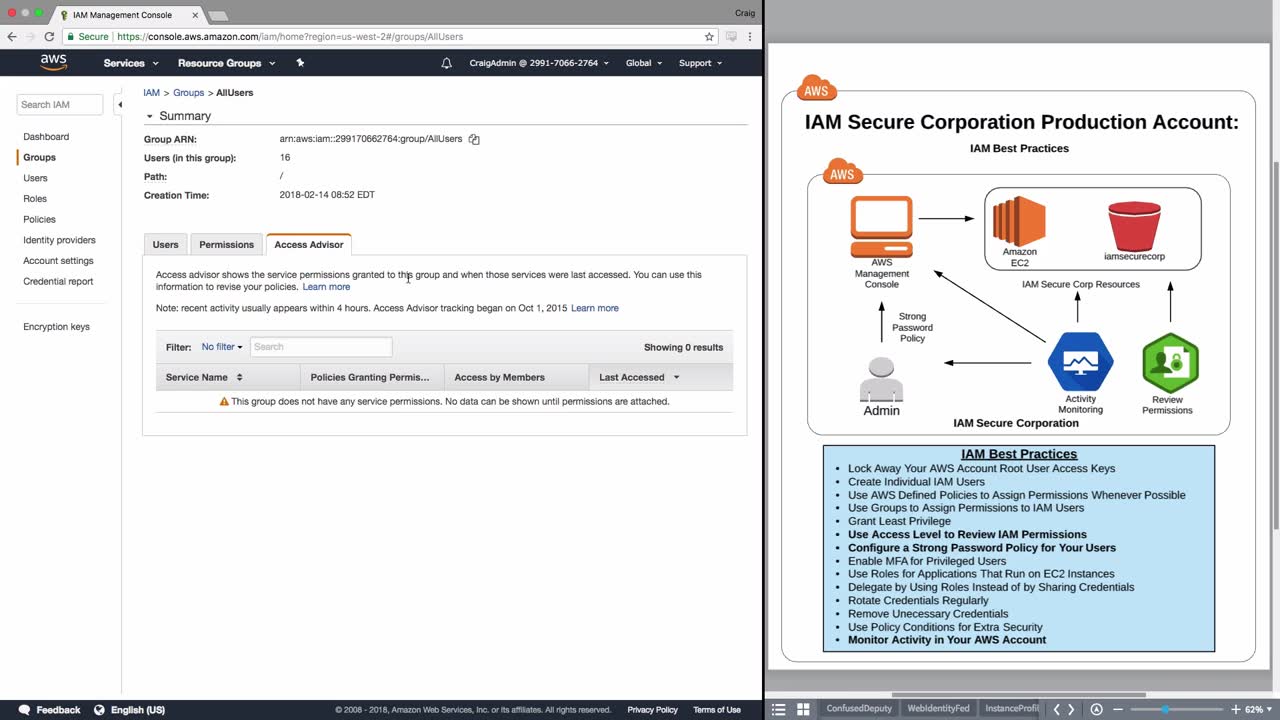 IAM Management Console
Craig
Secure | https://console.aws.amazon.com/iam/home?region=us-west-2#/groups/AllUsers
aws
Services
Resource Groups
CraigAdmin @ 2991-7066-2764
Global
Support
Search IAM
Dashboard
Groups
Users
Roles
Policies
Identity providers
Account settings
Credential report
Encryption keys
IAM > Groups > AllUsers
Summary
Group ARN: arn:aws:iam::299170662764:group/AllUsers
Users (in this group): 16
Path: /
Creation Time: 2018-02-14 08:52 EDT
Users
Permissions
Access Advisor
Access advisor shows the service permissions granted to this group and when those services were last accessed. You can use this
information to revise your policies. Learn more
Note: recent activity usually appears within 4 hours. Access Advisor tracking began on Oct 1, 2015 Learn more
Filter: No filter Search Showing 0 results
Service Name Policies Granting Permis... Access by Members Last Accessed
This group does not have any service permissions. No data can be shown until permissions are attached.
Feedback
English (US)
© 2008 - 2018, Amazon Web Services, Inc. or its affiliates. All rights reserved.
Privacy Policy
Terms of Use
AWS
IAM Secure Corporation Production Account:
IAM Best Practices
AWS
AWS
Management
Console
Amazon
EC2
iamsecurecorp
IAM Secure Corp Resources
Strong
Password
Policy
Admin
Activity
Monitoring
Review
Permissions
IAM Secure Corporation
IAM Best Practices
• Lock Away Your AWS Account Root User Access Keys
• Create Individual IAM Users
• Use AWS Defined Policies to Assign Permissions Whenever Possible
• Use Groups to Assign Permissions to IAM Users
• Grant Least Privilege
• Use Access Level to Review IAM Permissions
• Configure a Strong Password Policy for Your Users
• Enable MFA for Privileged Users
• Use Roles for Applications That Run on EC2 Instances
• Delegate by Using Roles Instead of by Sharing Credentials
• Rotate Credentials Regularly
• Remove Unecessary Credentials
• Use Policy Conditions for Extra Security
• Monitor Activity in Your AWS Account
ConfusedDeputy
WebIdentityFed
InstanceProfi
62%